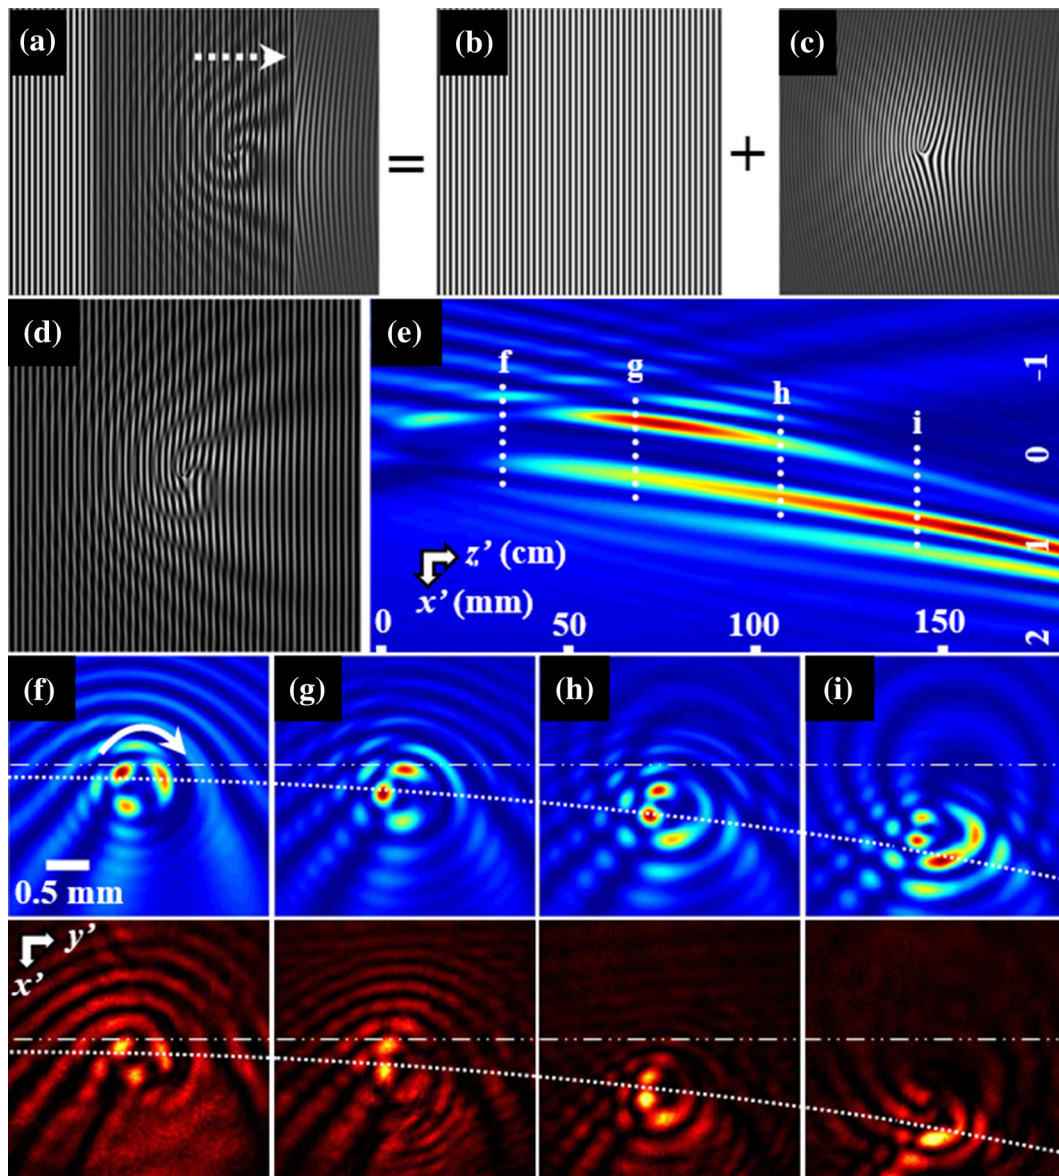 (a)
(b)
(c)
=
+
(d)
(e)
f
g
h
i
-1
0
1
2
z' (cm)
x' (mm)
0
50
100
150
(f)
(g)
(h)
(i)
0.5 mm
y'
x'